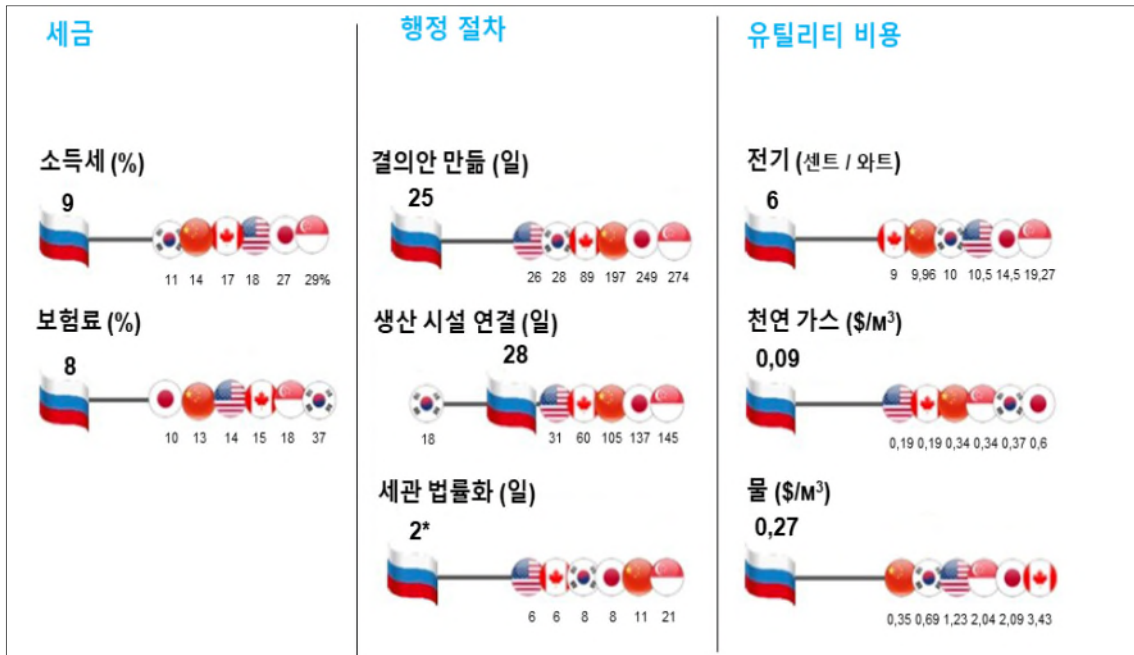 세금
소득세 (%)
9
11 14 17 18 27 29%
보험료 (%)
8
10 13 14 15 18 37
행정 절차
결의안 만듦 (일)
25
26 28 89 197 249 274
생산 시설 연결 (일)
28
18 31 60 105 137 145
세관 법률화 (일)
2*
6 6 8 8 11 21
유틸리티 비용
전기 (센트 / 와트)
6
9 9,96 10 10,5 14,5 19,27
천연 가스 ($/м³)
0,09
0,19 0,19 0,34 0,34 0,37 0,6
물 ($/м³)
0,27
0,35 0,69 1,23 2,04 2,09 3,43